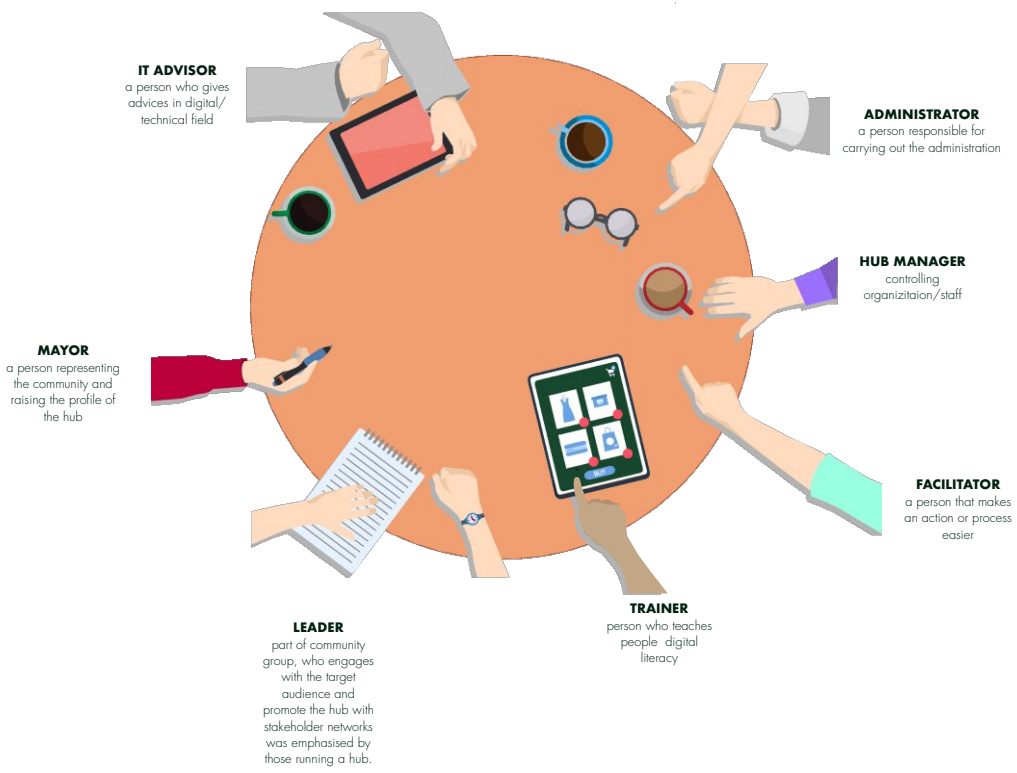 IT ADVISOR
a person who gives
advices in digital/
technical field
ADMINISTRATOR
a person responsible for
carrying out the administration
HUB MANAGER
controlling
organizitaion/staff
MAYOR
a person representing
the community and
raising the profile of
the hub
BUY
FACILITATOR
a person that makes
an action or process
easier
TRAINER
person who teaches
people digital
literacy
LEADER
part of community
group, who engages
with the target
audience and
promote the hub with
stakeholder networks
was emphasised by
those running a hub.